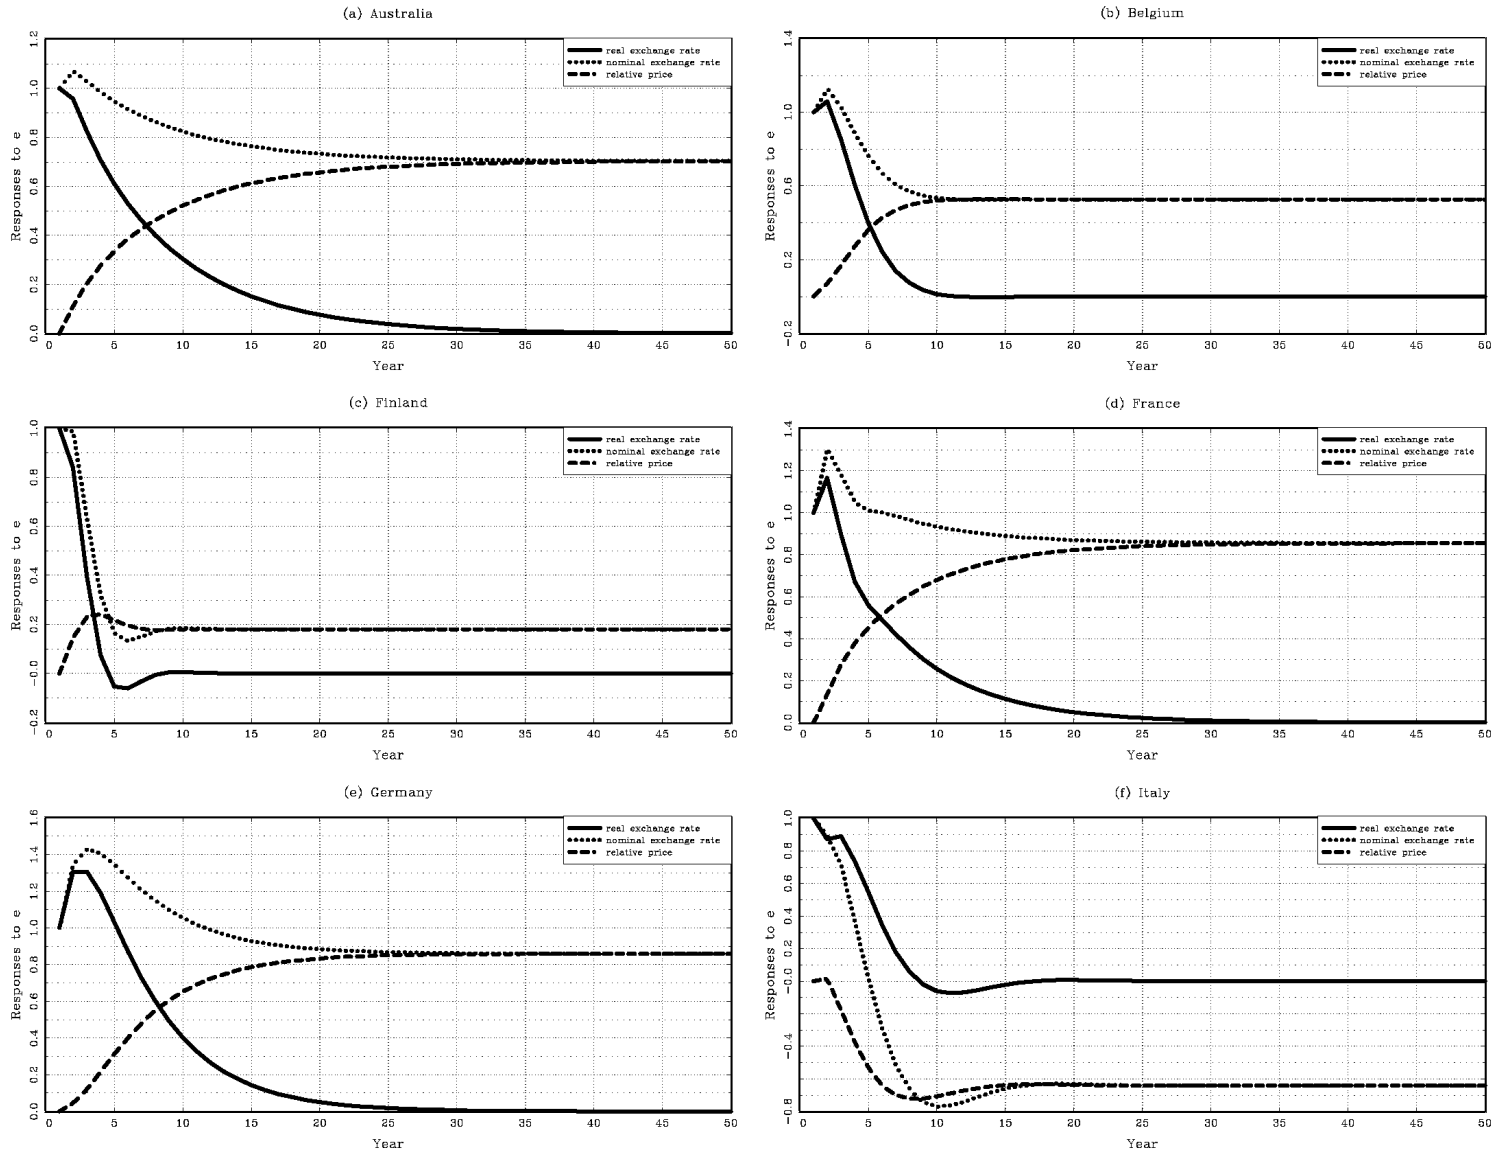 (a) Australia
Responses to e
0.0 0.2 0.4 0.6 0.8 1.0 1.2
real exchange rate
nominal exchange rate
relative price
0 5 10 15 20 25 30 35 40 45 50
Year
(b) Belgium
Responses to e
-0.2 0.2 0.6 1.0 1.4
real exchange rate
nominal exchange rate
relative price
0 5 10 15 20 25 30 35 40 45 50
Year
(c) Finland
Responses to e
-0.2 -0.0 0.2 0.4 0.6 0.8 1.0
real exchange rate
nominal exchange rate
relative price
0 5 10 15 20 25 30 35 40 45 50
Year
(d) France
Responses to e
0.0 0.2 0.4 0.6 0.8 1.0 1.2 1.4
real exchange rate
nominal exchange rate
relative price
0 5 10 15 20 25 30 35 40 45 50
Year
(e) Germany
Responses to e
0.0 0.2 0.4 0.6 0.8 1.0 1.2 1.4 1.6
real exchange rate
nominal exchange rate
relative price
0 5 10 15 20 25 30 35 40 45 50
Year
(f) Italy
Responses to e
-0.8 -0.4 -0.0 0.2 0.4 0.6 0.8 1.0
real exchange rate
nominal exchange rate
relative price
0 5 10 15 20 25 30 35 40 45 50
Year